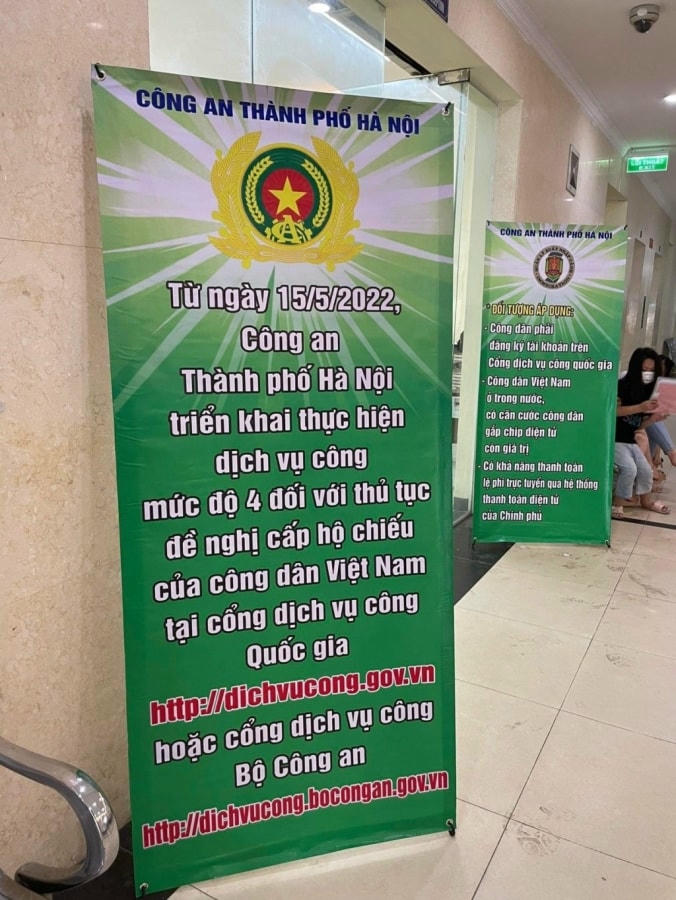 CÔNG AN THÀNH PHỐ HÀ NỘI
Từ ngày 15/5/2022,
Công an
Thành phố Hà Nội
triển khai thực hiện
dịch vụ công
mức độ 4 đối với thủ tục
đề nghị cấp hộ chiếu
của công dân Việt Nam
tại cổng dịch vụ công
Quốc gia
http://dichvucong.gov.vn
hoặc cổng dịch vụ công
Bộ Công an
http://dichvucong.bocongan.gov.vn
CÔNG AN THÀNH PHỐ HÀ NỘI
* ĐỐI TƯỢNG ÁP DỤNG:
- Công dân phải
đăng ký tài khoản trên
Cổng dịch vụ công quốc gia
- Công dân Việt Nam
ở trong nước,
có căn cước công dân
gắp chíp điện tử
còn giá trị
- Có khả năng thanh toán
lệ phí trực tuyến qua hệ thống
thanh toán điện tử
của Chính phủ
LỐI THOÁT
EXIT